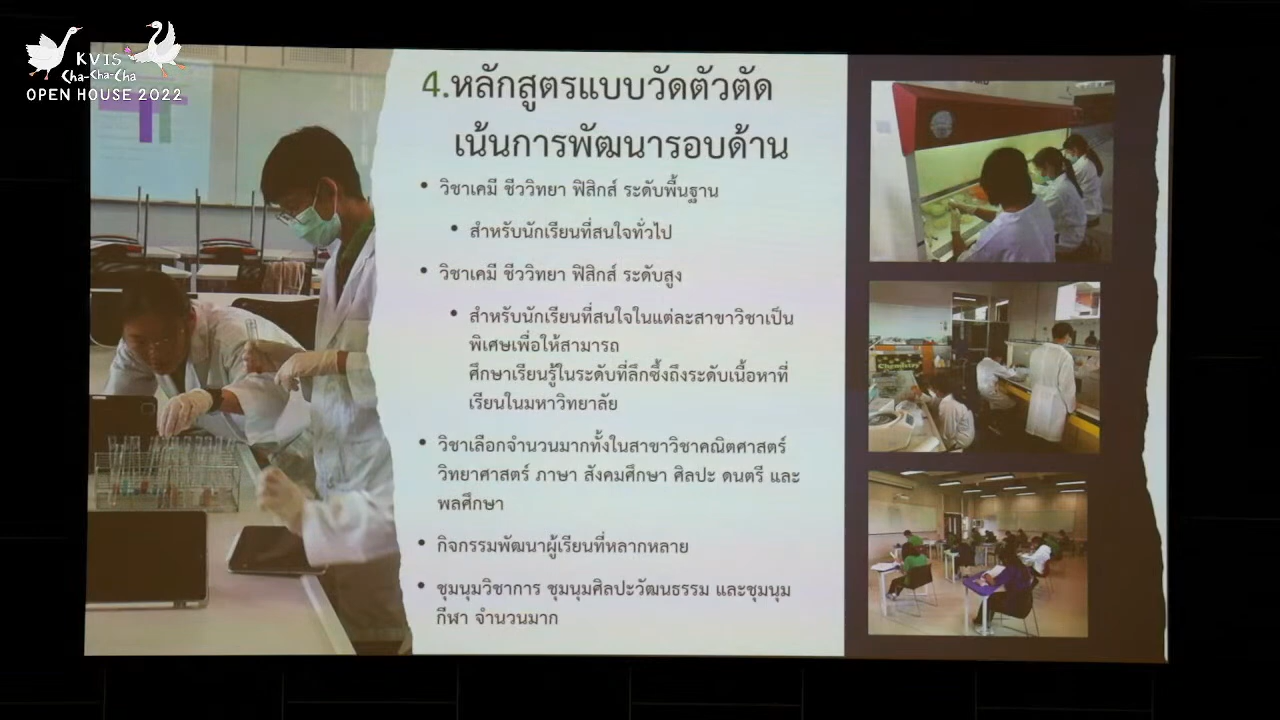 KVIS
Cha-Cha-Cha
OPEN HOUSE 2022
4.หลักสูตรแบบวัดตัวตัด
เน้นการพัฒนารอบด้าน
• วิชาเคมี ชีววิทยา ฟิสิกส์ ระดับพื้นฐาน
• สำหรับนักเรียนที่สนใจทั่วไป
• วิชาเคมี ชีววิทยา ฟิสิกส์ ระดับสูง
• สำหรับนักเรียนที่สนใจในแต่ละสาขาวิชาเป็น
พิเศษเพื่อให้สามารถ
ศึกษาเรียนรู้ในระดับที่ลึกซึ้งถึงระดับเนื้อหาที่
เรียนในมหาวิทยาลัย
• วิชาเลือกจำนวนมากทั้งในสาขาวิชาคณิตศาสตร์
วิทยาศาสตร์ ภาษา สังคมศึกษา ศิลปะ ดนตรี และ
พลศึกษา
• กิจกรรมพัฒนาผู้เรียนที่หลากหลาย
• ชุมนุมวิชาการ ชุมนุมศิลปะวัฒนธรรม และชุมนุม
กีฬา จำนวนมาก
Chemistry